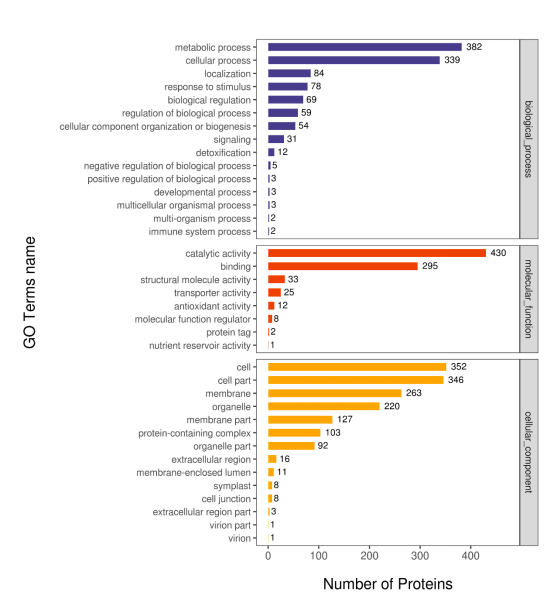 metabolic process 382
cellular process 339
localization 84
response to stimulus 78
biological regulation 69
regulation of biological process 59
cellular component organization or biogenesis 54
signaling 31
detoxification 12
negative regulation of biological process 5
positive regulation of biological process 3
developmental process 3
multicellular organismal process 3
multi-organism process 2
immune system process 2
biological_process
catalytic activity 430
binding 295
structural molecule activity 33
transporter activity 25
antioxidant activity 12
molecular function regulator 8
protein tag 2
nutrient reservoir activity 1
molecular_function
cell 352
cell part 346
membrane 263
organelle 220
membrane part 127
protein-containing complex 103
organelle part 92
extracellular region 16
membrane-enclosed lumen 11
symplast 8
cell junction 8
extracellular region part 3
virion part 1
virion 1
cellular_component
0 100 200 300 400
Number of Proteins
GO Terms name